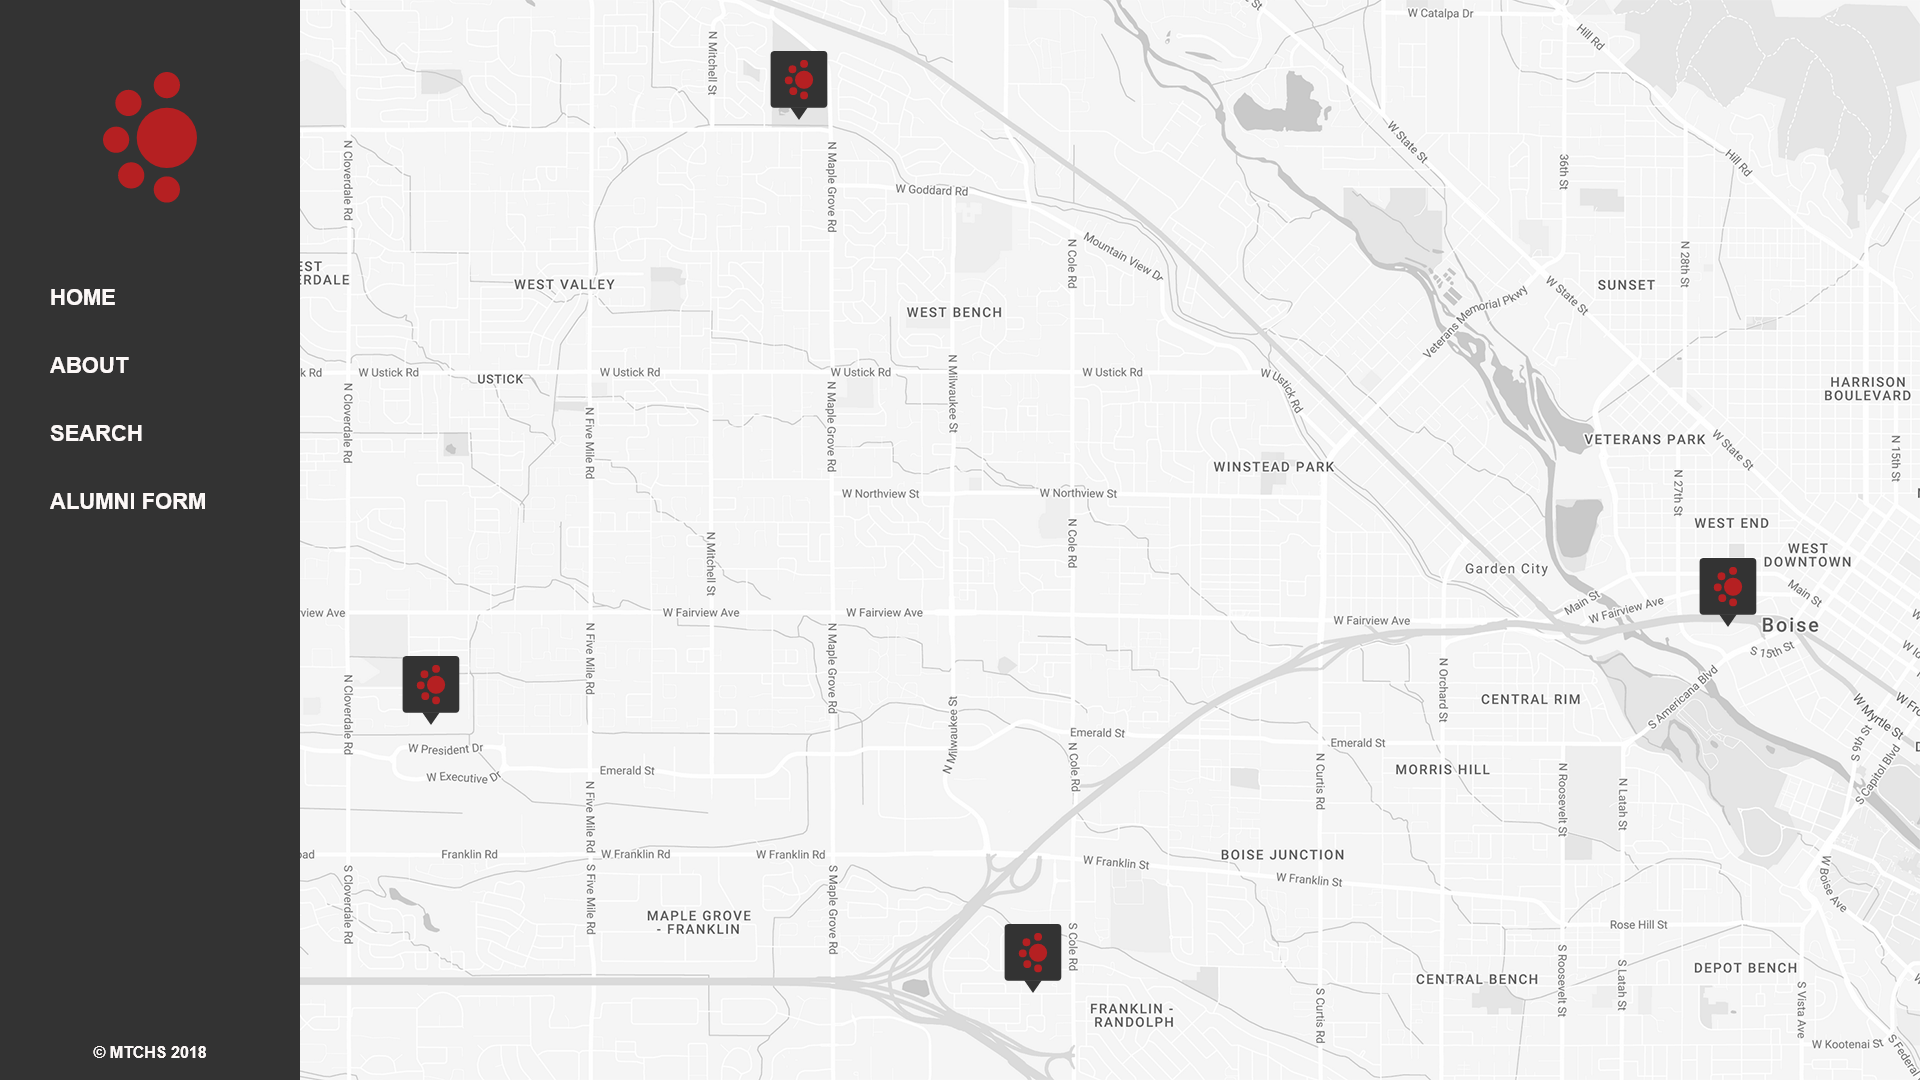 HOME
ABOUT
SEARCH
ALUMNI FORM
© MTCHS 2018
W Catalpa Dr
Hill Rd
N Mitchell St
W State St
Hill Rd
N Cloverdale Rd
N Maple Grove Rd
36th St
W Goddard Rd
Mountain View Dr
N Cole Rd
N 28th St
EST
ERDALE
WEST VALLEY
WEST BENCH
SUNSET
W State St
Veterans Memorial Pkwy
k Rd
W Ustick Rd
USTICK
W Ustick Rd
W Ustick Rd
W Ustick Rd
W Ustick Rd
HARRISON
BOULEVARD
N Cloverdale Rd
N Five Mile Rd
N Maple Grove Rd
N Milwaukee St
VETERANS PARK
W State St
N 15th St
WINSTEAD PARK
W Northview St
W Northview St
N 27th St
WEST END
N Mitchell St
N Cole Rd
WEST
DOWNTOWN
Garden City
Main St
Main St
W Fairview Ave
rview Ave
W Fairview Ave
W Fairview Ave
W Fairview Ave
Boise
S 15th St
N Cloverdale Rd
N Five Mile Rd
N Maple Grove Rd
N Milwaukee St
N Orchard St
CENTRAL RIM
S Americana Blvd
W Myrtle St
W Fro
S 9th St
S Capitol Blvd
W President Dr
W Executive Dr
Emerald St
Emerald St
Emerald St
N Cole Rd
N Curtis Rd
MORRIS HILL
N Roosevelt St
N Latah St
N Five Mile Rd
oad
Franklin Rd
W Franklin Rd
W Franklin Rd
W Franklin St
BOISE JUNCTION
W Franklin St
W Boise Ave
S Cloverdale Rd
S Five Mile Rd
S Maple Grove Rd
MAPLE GROVE
- FRANKLIN
S Cole Rd
Rose Hill St
S Roosevelt St
S Latah St
CENTRAL BENCH
DEPOT BENCH
FRANKLIN -
RANDOLPH
S Curtis Rd
S Vista Ave
W Kootenai St
S Federal